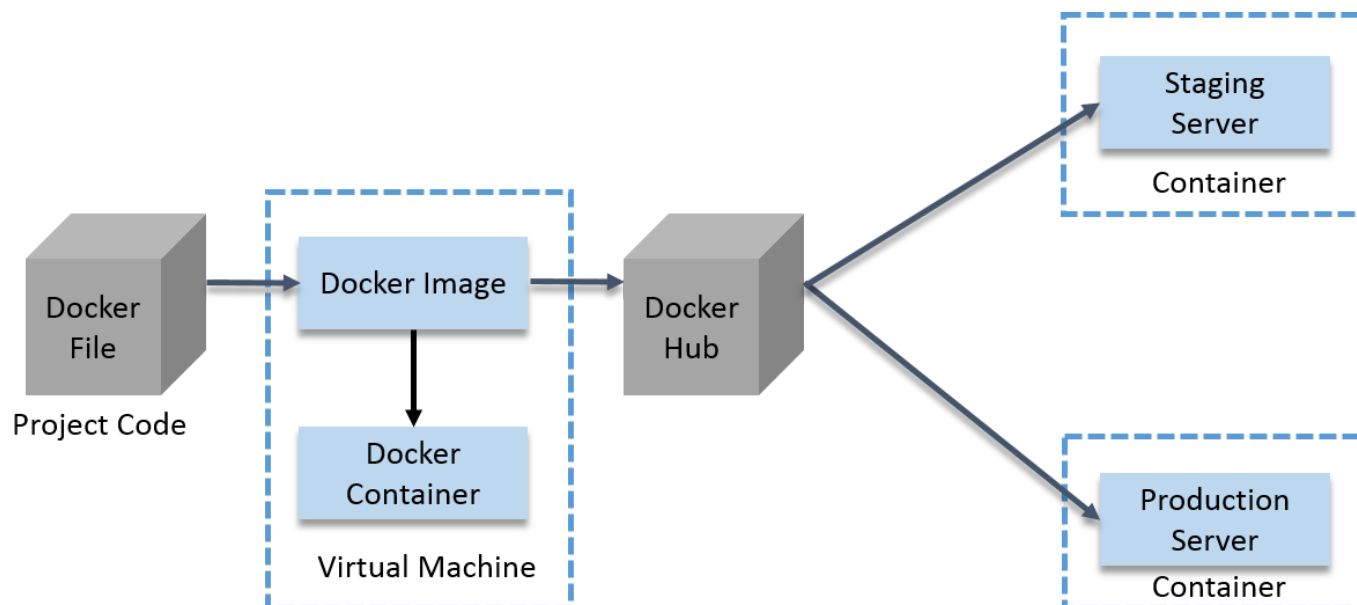 Docker
File
Project Code
Docker Image
Docker
Container
Virtual Machine
Docker
Hub
Staging
Server
Container
Production
Server
Container